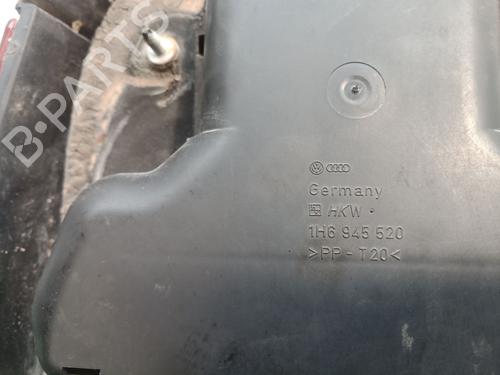 B-PARTS
Germany
HKW
1H6 945 520
>PP-T20<